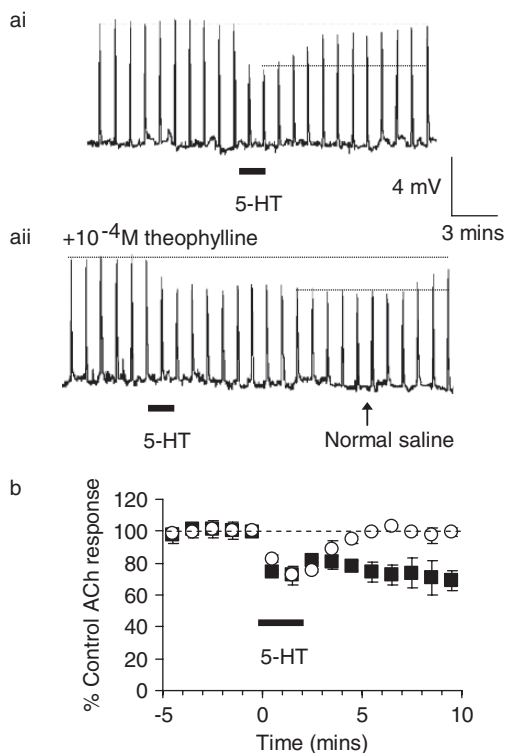 ai
5-HT
4 mV
3 mins
aii
+10⁻⁴M theophylline
5-HT
Normal saline
b
% Control ACh response
120
100
80
60
40
20
0
5-HT
-5
0
5
10
Time (mins)